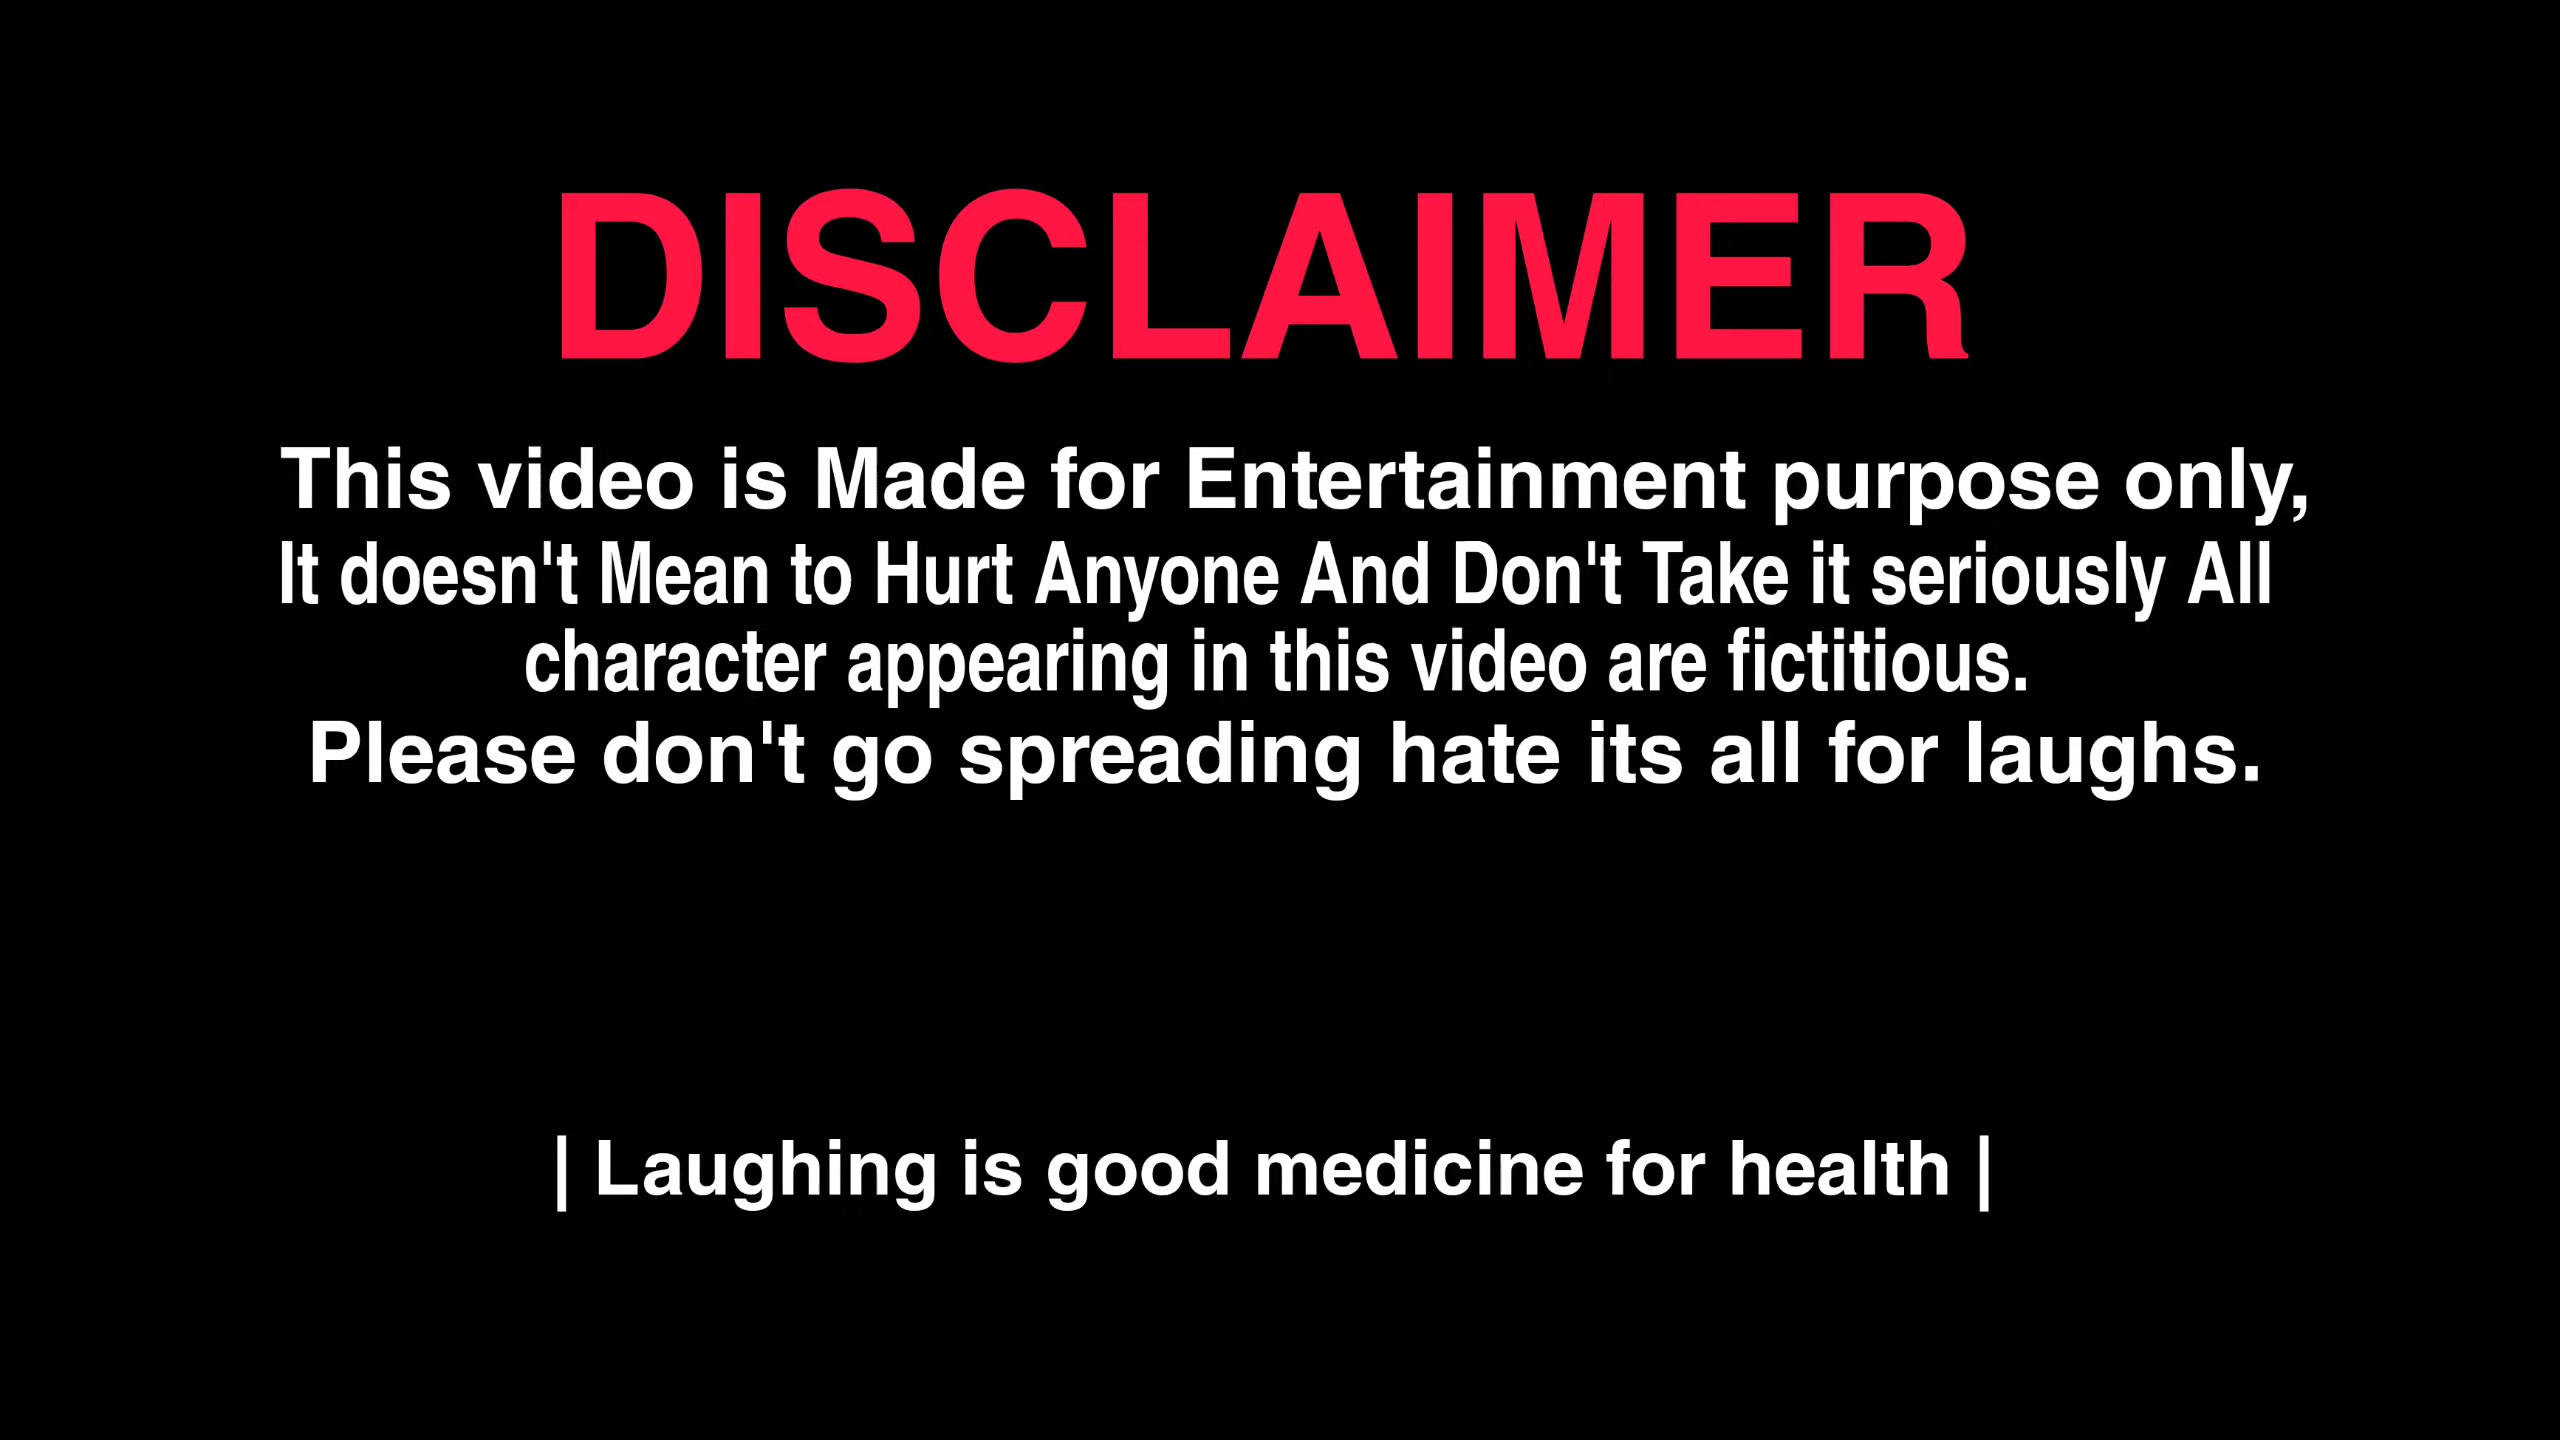 DISCLAIMER
This video is Made for Entertainment purpose only,
It doesn't Mean to Hurt Anyone And Don't Take it seriously All
character appearing in this video are fictitious.
Please don't go spreading hate its all for laughs.
| Laughing is good medicine for health |